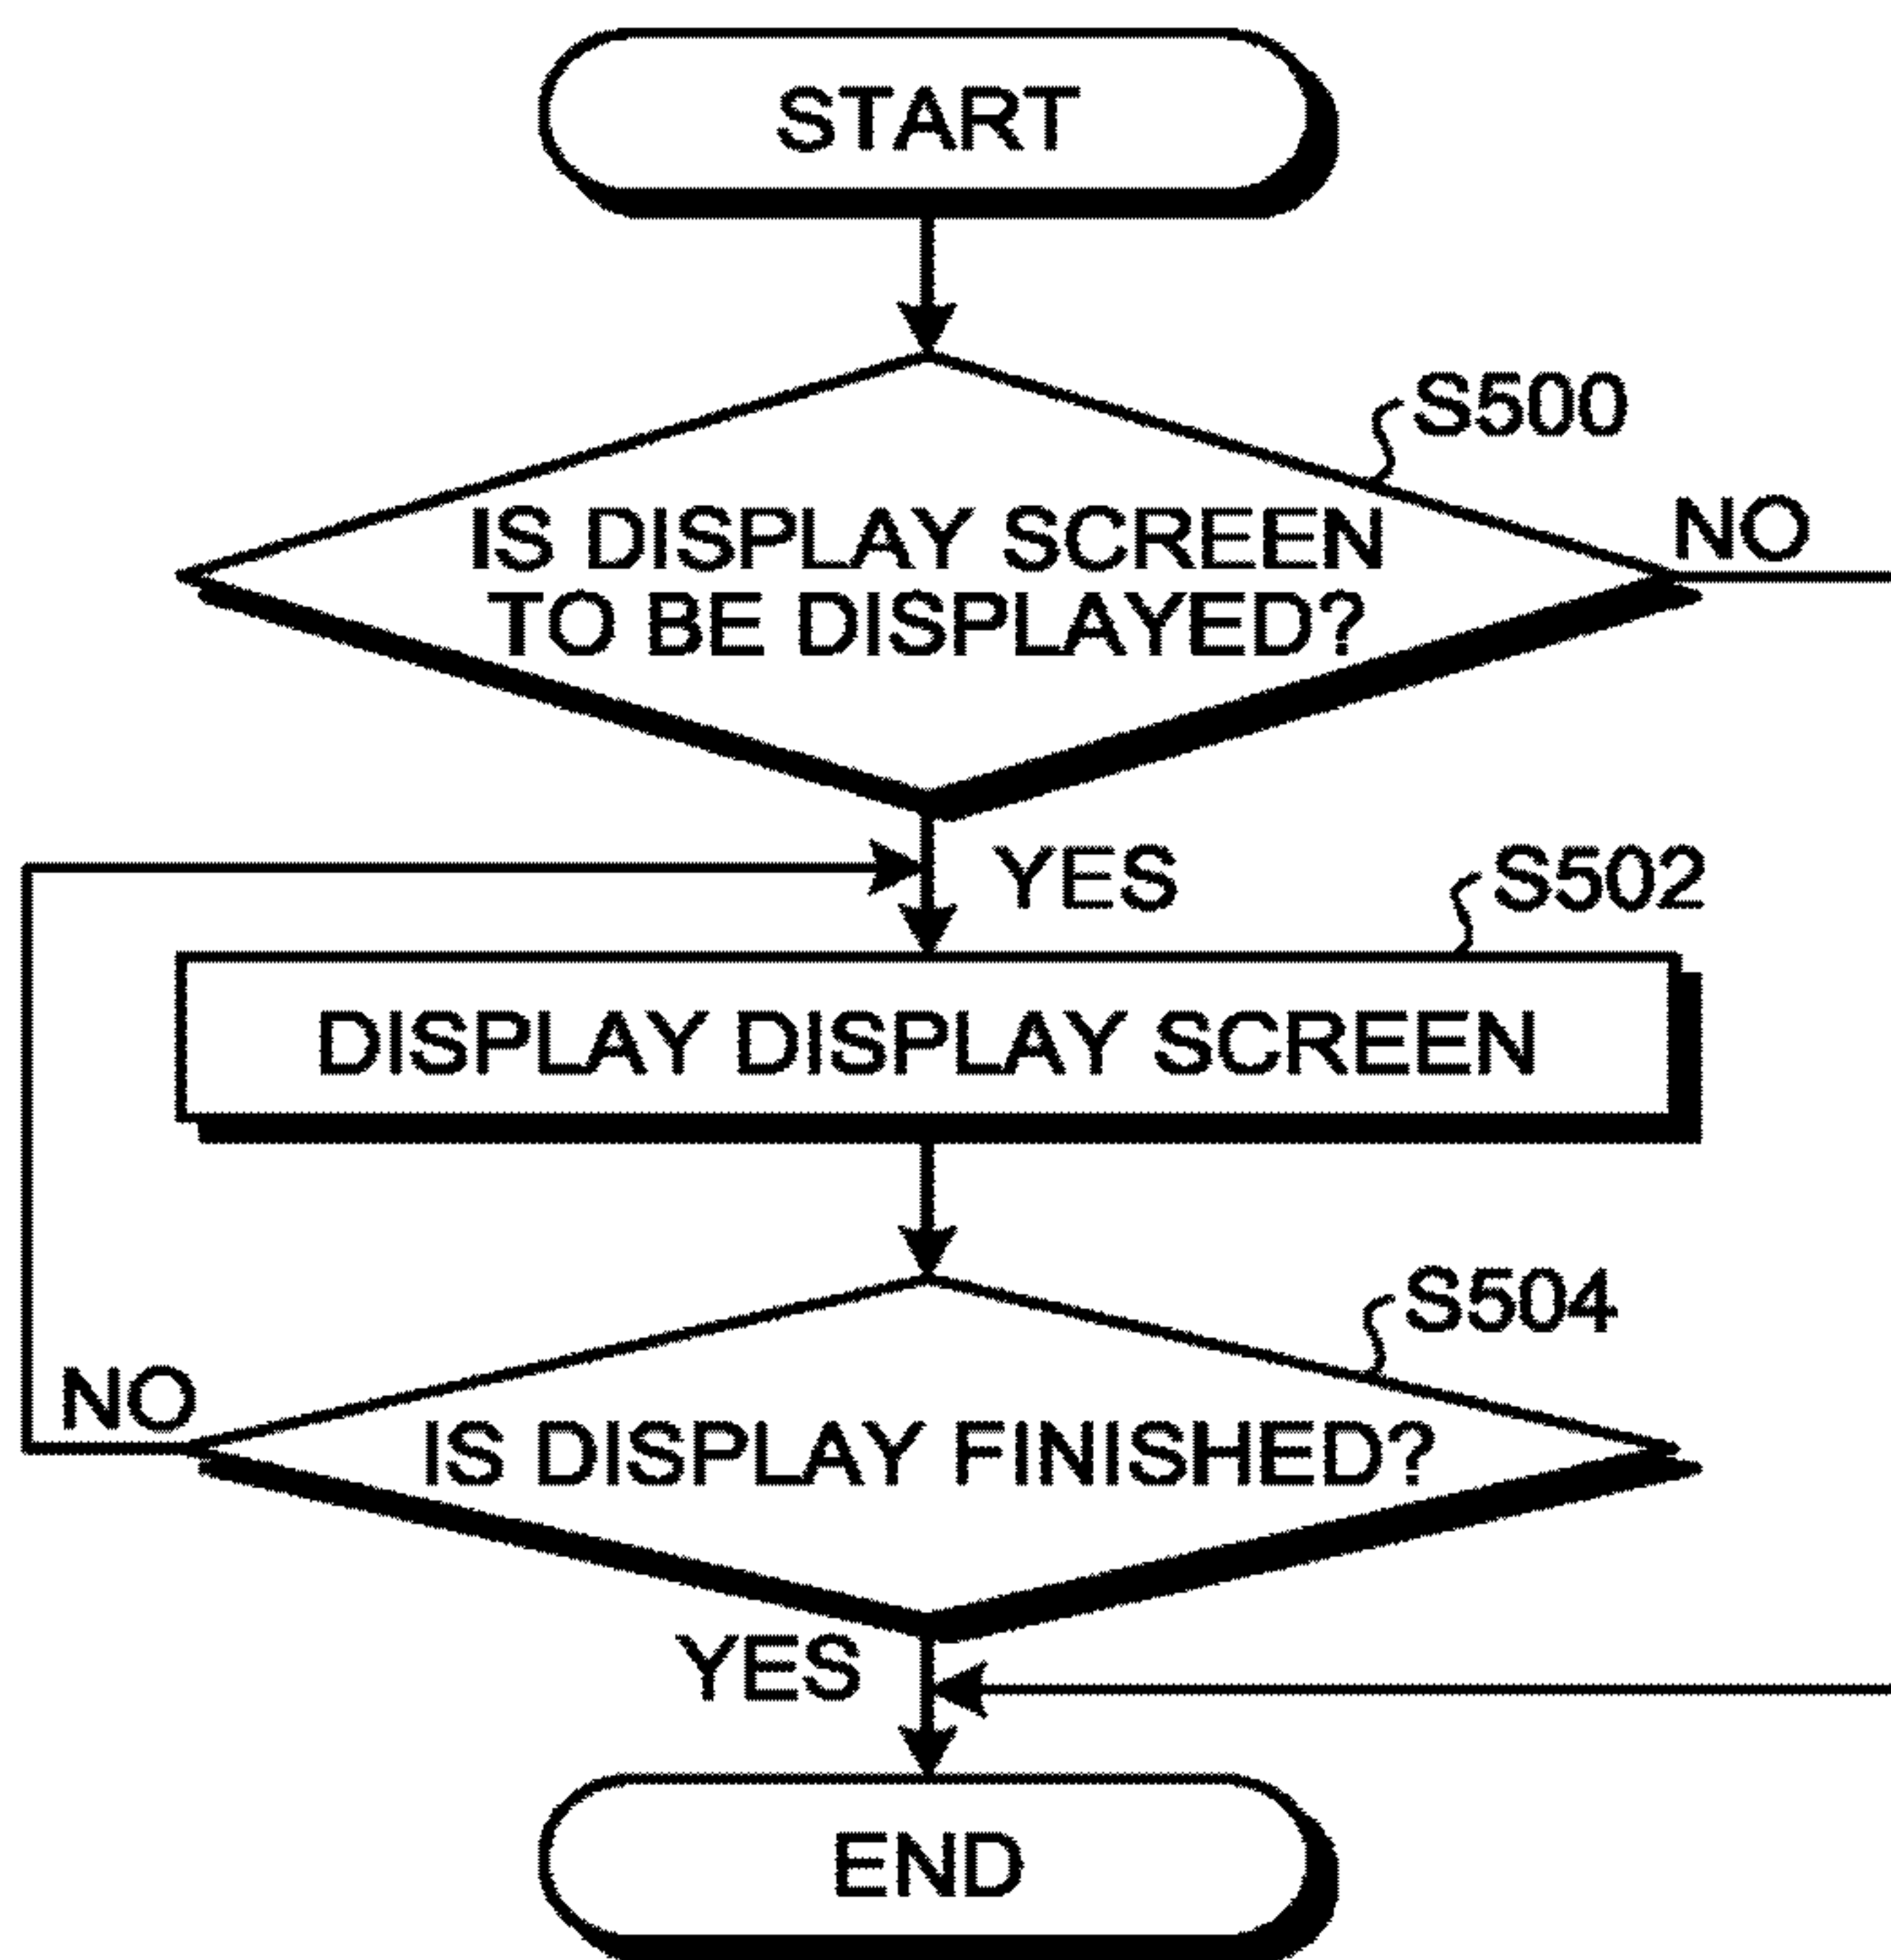 START
S500
IS DISPLAY SCREEN
TO BE DISPLAYED?
NO
YES
S502
DISPLAY DISPLAY SCREEN
S504
NO
IS DISPLAY FINISHED?
YES
END